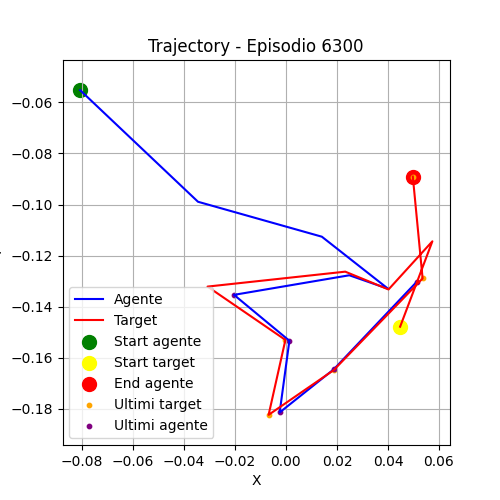 Trajectory - Episodio 6300
−0.06
−0.08
−0.10
−0.12
−0.14
−0.16
−0.18
Agente
Target
Start agente
Start target
End agente
Ultimi target
Ultimi agente
−0.08 −0.06 −0.04 −0.02 0.00 0.02 0.04 0.06
X